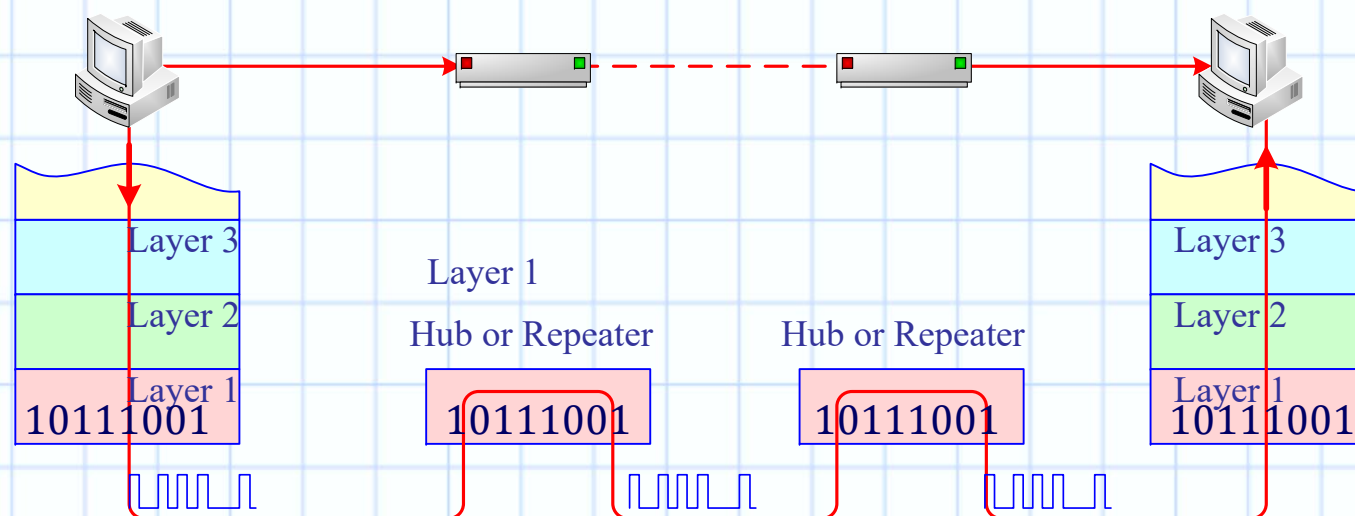 Layer 3
Layer 2
Layer 1
10111001
Layer 1
Hub or Repeater
10111001
Hub or Repeater
10111001
Layer 3
Layer 2
Layer 1
10111001